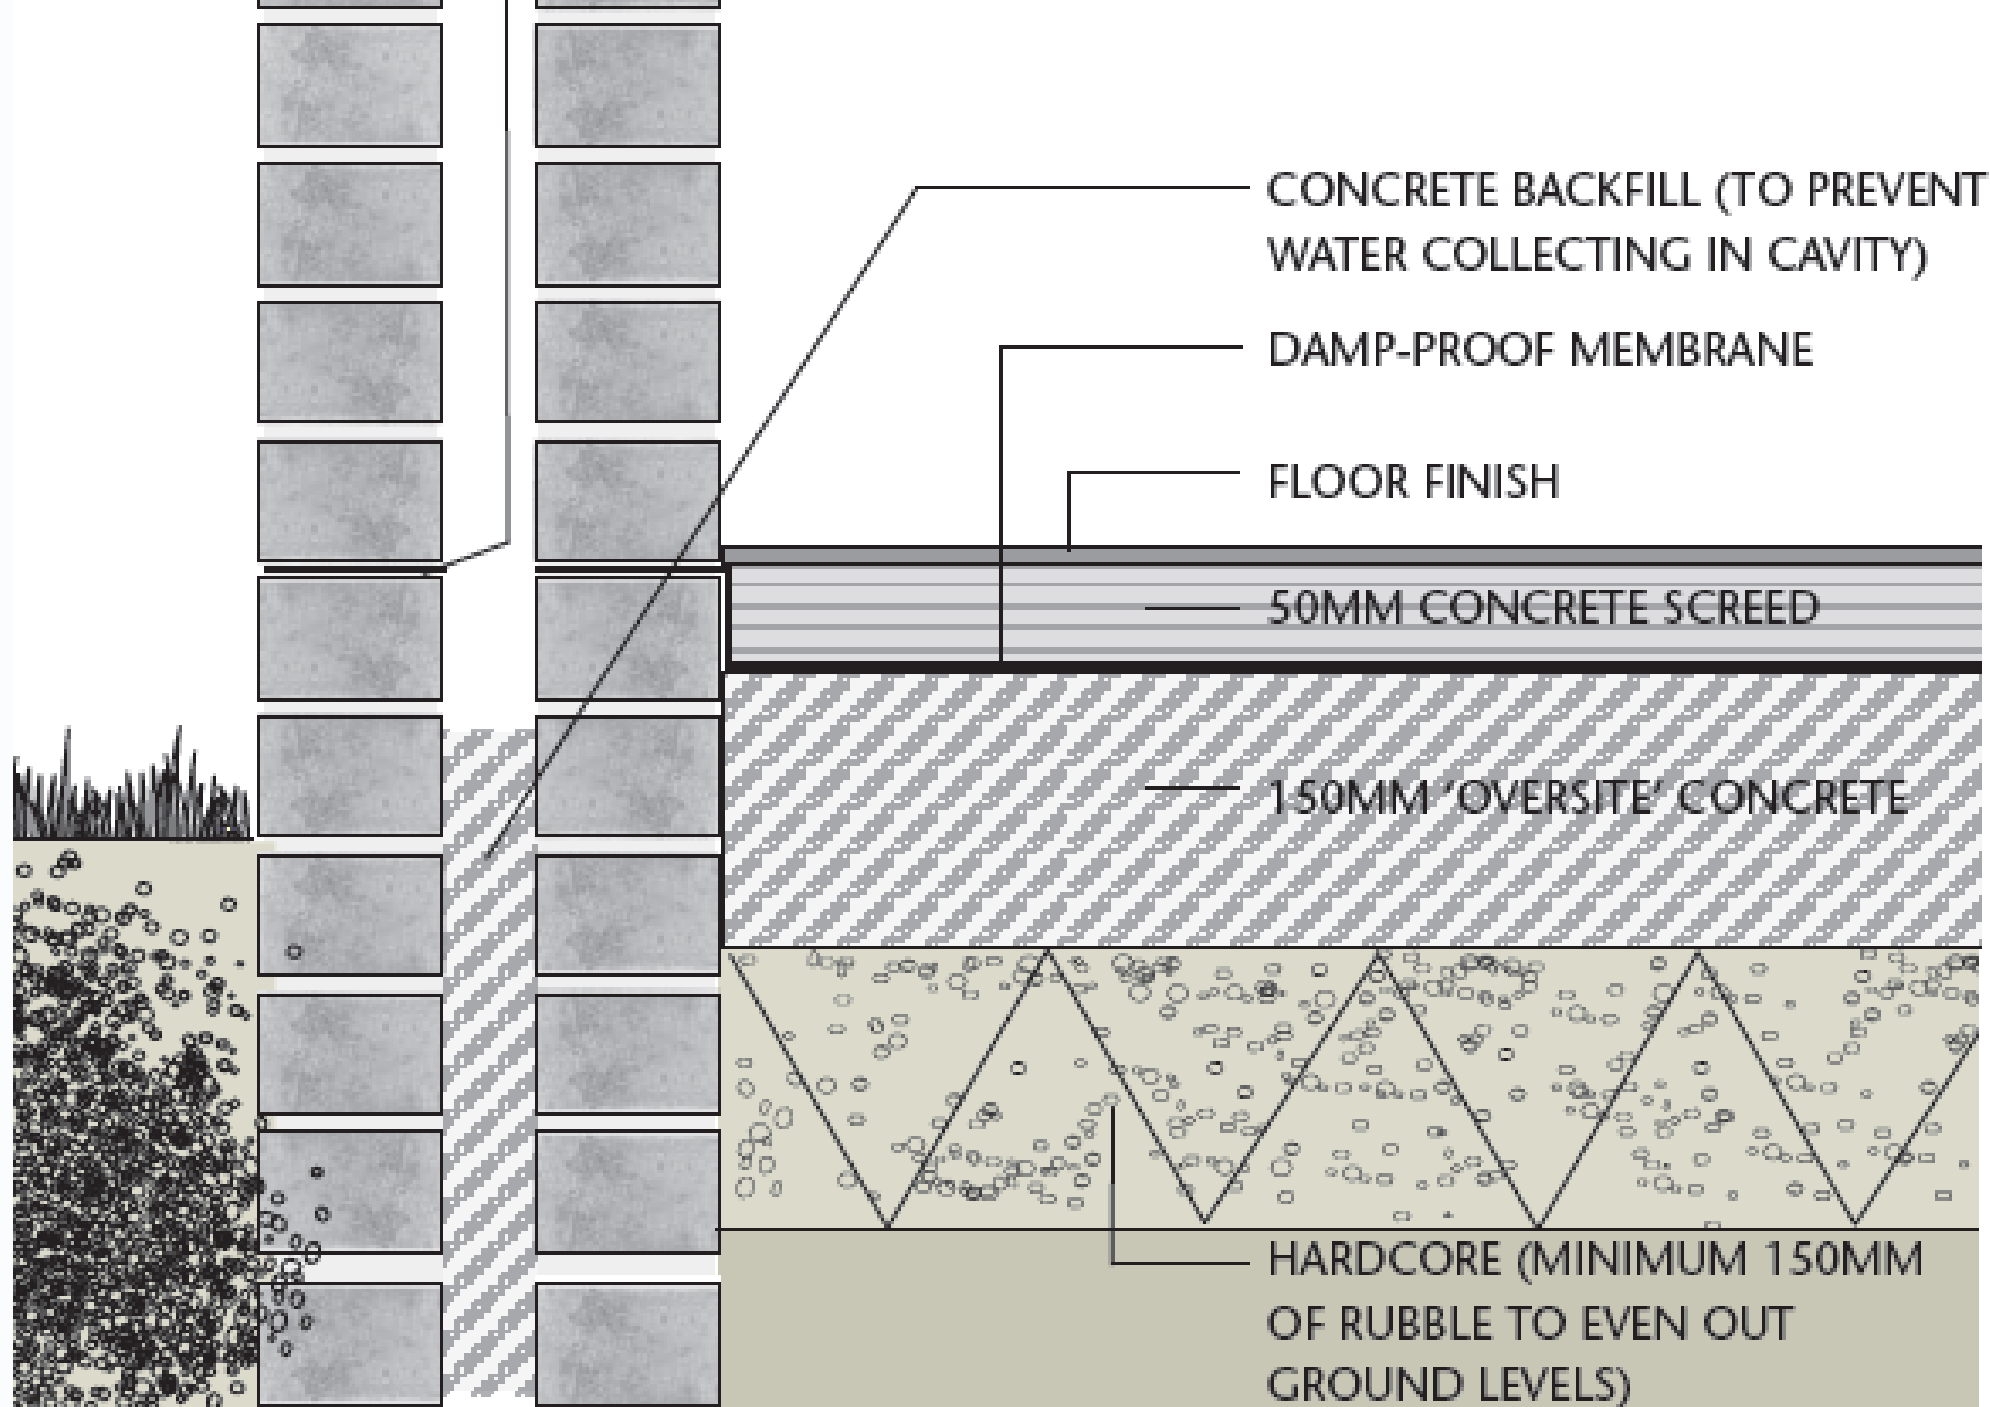 CONCRETE BACKFILL (TO PREVENT
WATER COLLECTING IN CAVITY)
DAMP-PROOF MEMBRANE
FLOOR FINISH
50MM CONCRETE SCREED
150MM ‘OVERSITE’ CONCRETE
HARDCORE (MINIMUM 150MM
OF RUBBLE TO EVEN OUT
GROUND LEVELS)